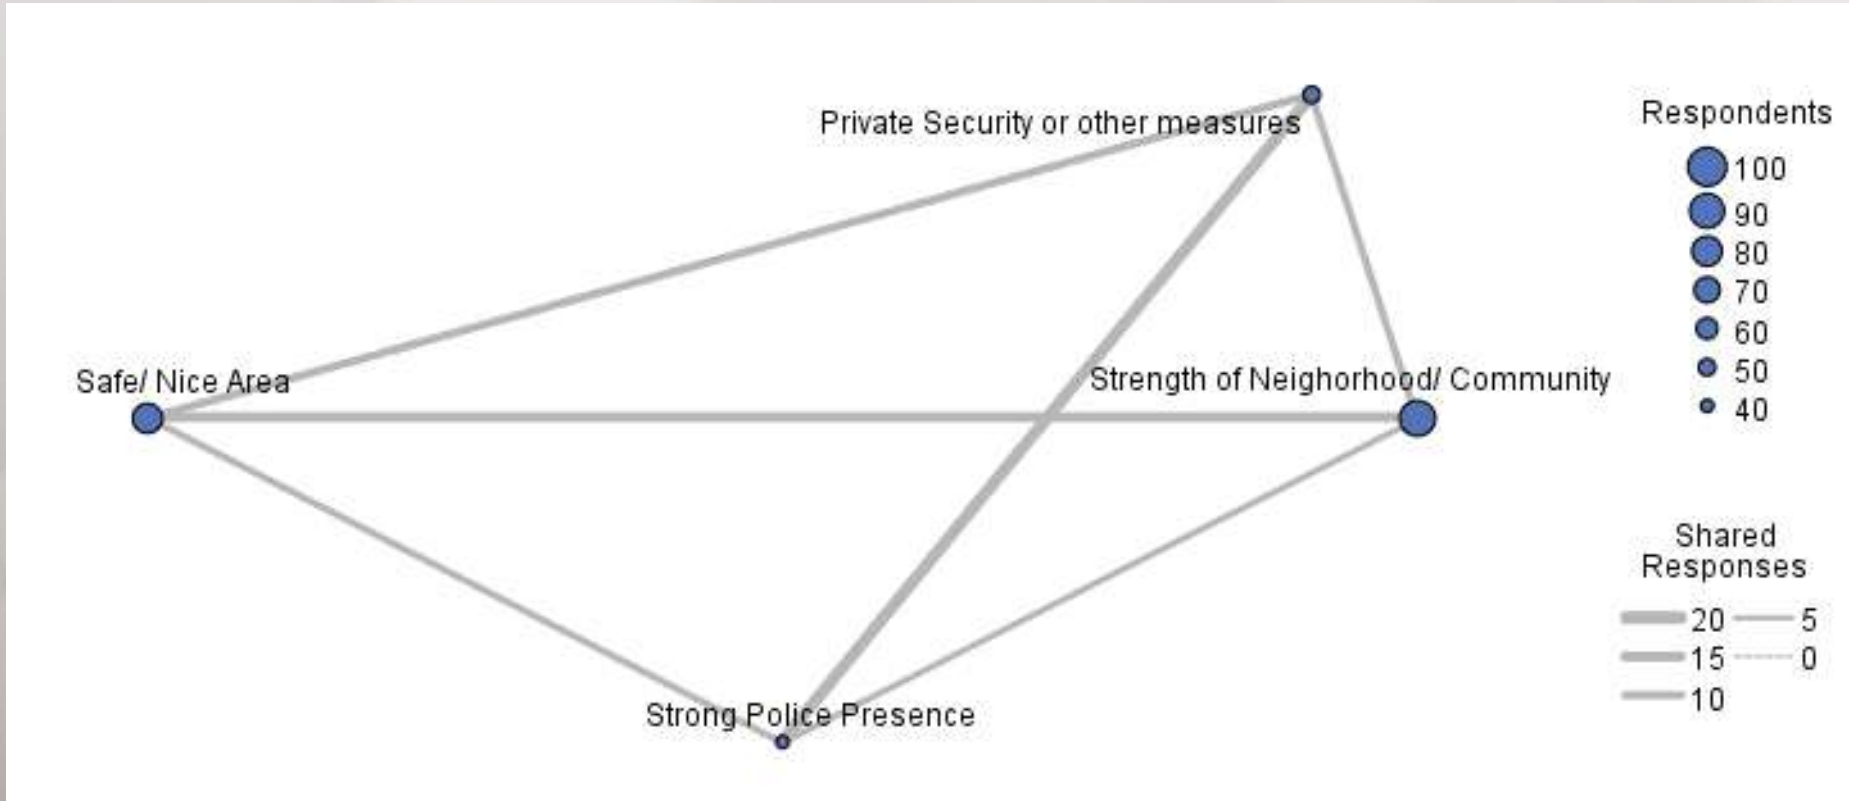 Private Security or other measures
Safe/ Nice Area
Strength of Neighorhood/ Community
Strong Police Presence
Respondents
100
90
80
70
60
50
40
Shared
Responses
20 5
15 0
10